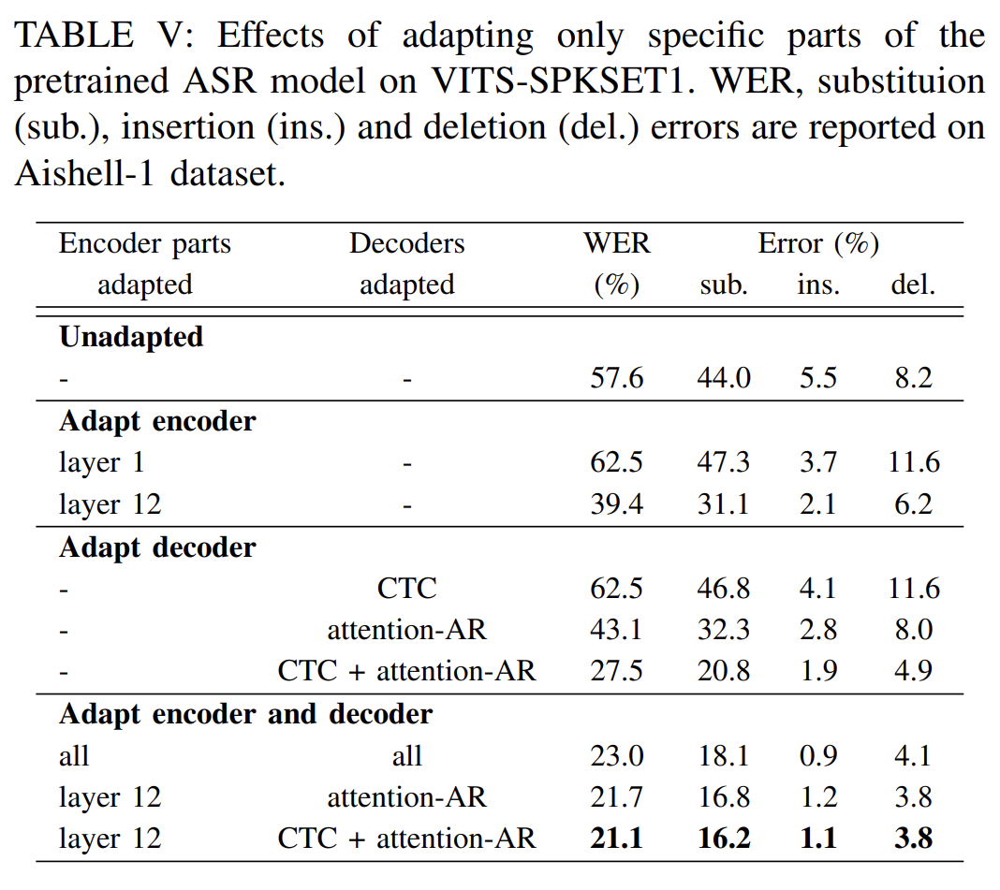 TABLE V: Effects of adapting only specific parts of the
pretrained ASR model on VITS-SPKSET1. WER, substituion
(sub.), insertion (ins.) and deletion (del.) errors are reported on
Aishell-1 dataset.
Encoder parts Decoders WER Error (%)
adapted adapted (%) sub. ins. del.
Unadapted
- - 57.6 44.0 5.5 8.2
Adapt encoder
layer 1 - 62.5 47.3 3.7 11.6
layer 12 - 39.4 31.1 2.1 6.2
Adapt decoder
- CTC 62.5 46.8 4.1 11.6
- attention-AR 43.1 32.3 2.8 8.0
- CTC + attention-AR 27.5 20.8 1.9 4.9
Adapt encoder and decoder
all all 23.0 18.1 0.9 4.1
layer 12 attention-AR 21.7 16.8 1.2 3.8
layer 12 CTC + attention-AR 21.1 16.2 1.1 3.8